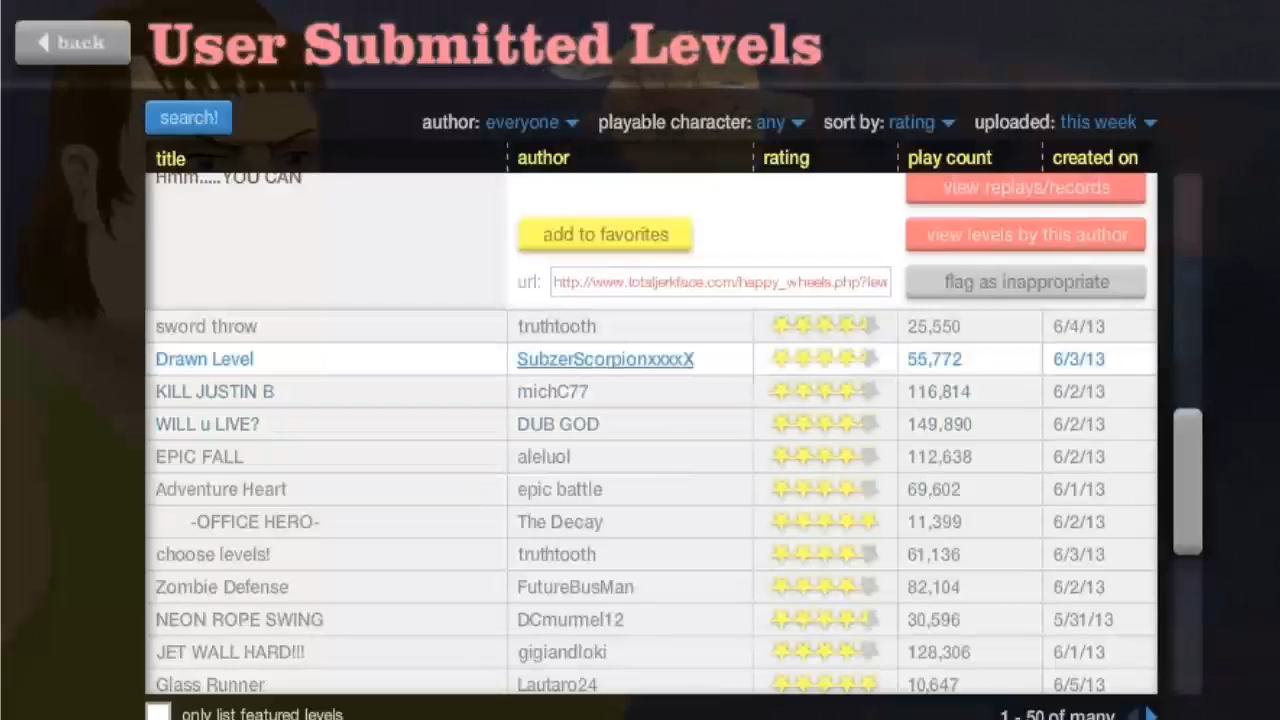 back
User Submitted Levels
search!
author: everyone playable character: any sort by: rating uploaded: this week
title author rating play count created on
Hmm.....YOU CAN
view replays/records
add to favorites
view levels by this author
url: http://www.totaljerkface.com/happy_wheels.php?lev
flag as inappropriate
sword throw truthtooth 25,550 6/4/13
Drawn Level SubzerScorpionxxxxX 55,772 6/3/13
KILL JUSTIN B michC77 116,814 6/2/13
WILL u LIVE? DUB GOD 149,890 6/2/13
EPIC FALL aleluol 112,638 6/2/13
Adventure Heart epic battle 69,602 6/1/13
-OFFICE HERO- The Decay 11,399 6/2/13
choose levels! truthtooth 61,136 6/3/13
Zombie Defense FutureBusMan 82,104 6/2/13
NEON ROPE SWING DCmurmel12 30,596 5/31/13
JET WALL HARD!!! gigiandloki 128,306 6/1/13
Glass Runner Lautaro24 10,647 6/5/13
only list featured levels 1 - 50 of many